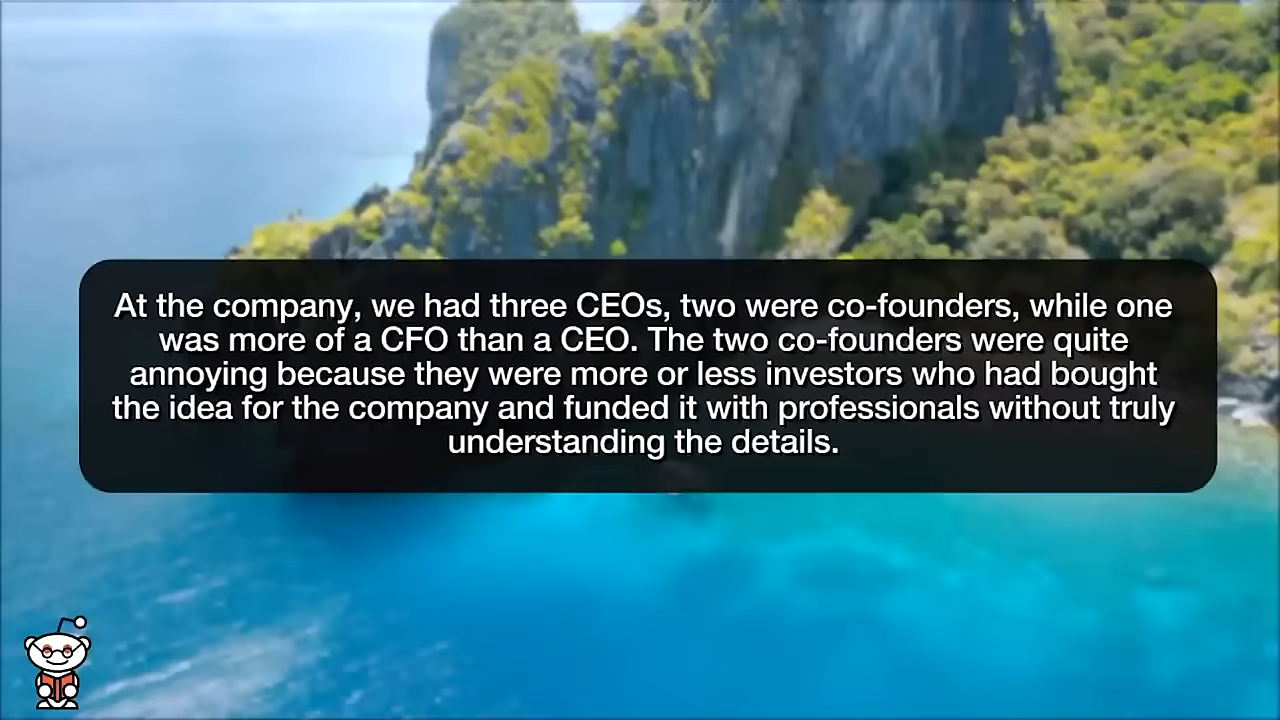 At the company, we had three CEOs, two were co-founders, while one
was more of a CFO than a CEO. The two co-founders were quite
annoying because they were more or less investors who had bought
the idea for the company and funded it with professionals without truly
understanding the details.